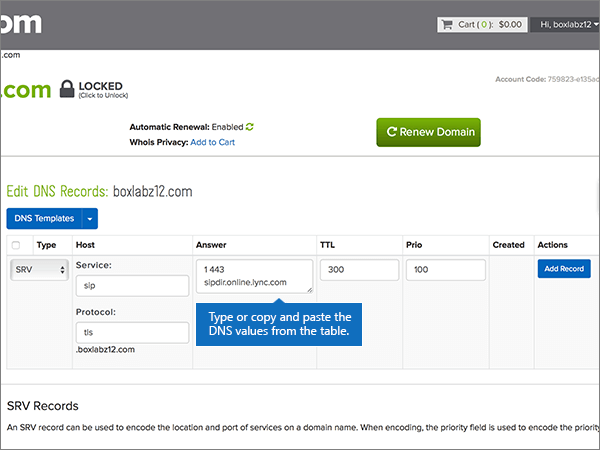 om
Cart ( 0 ): $0.00
Hi, boxlabz12
.com
.com
LOCKED
(Click to Unlock)
Account Code: 759823-e135ac
Automatic Renewal: Enabled
Whois Privacy: Add to Cart
Renew Domain
Edit DNS Records: boxlabz12.com
DNS Templates
Type Host Answer TTL Prio Created Actions
SRV
Service:
sip
1 443
sipdir.online.lync.com
300
100
Add Record
Protocol:
tls
.boxlabz12.com
Type or copy and paste the
DNS values from the table.
SRV Records
An SRV record can be used to encode the location and port of services on a domain name. When encoding, the priority field is used to encode the priority